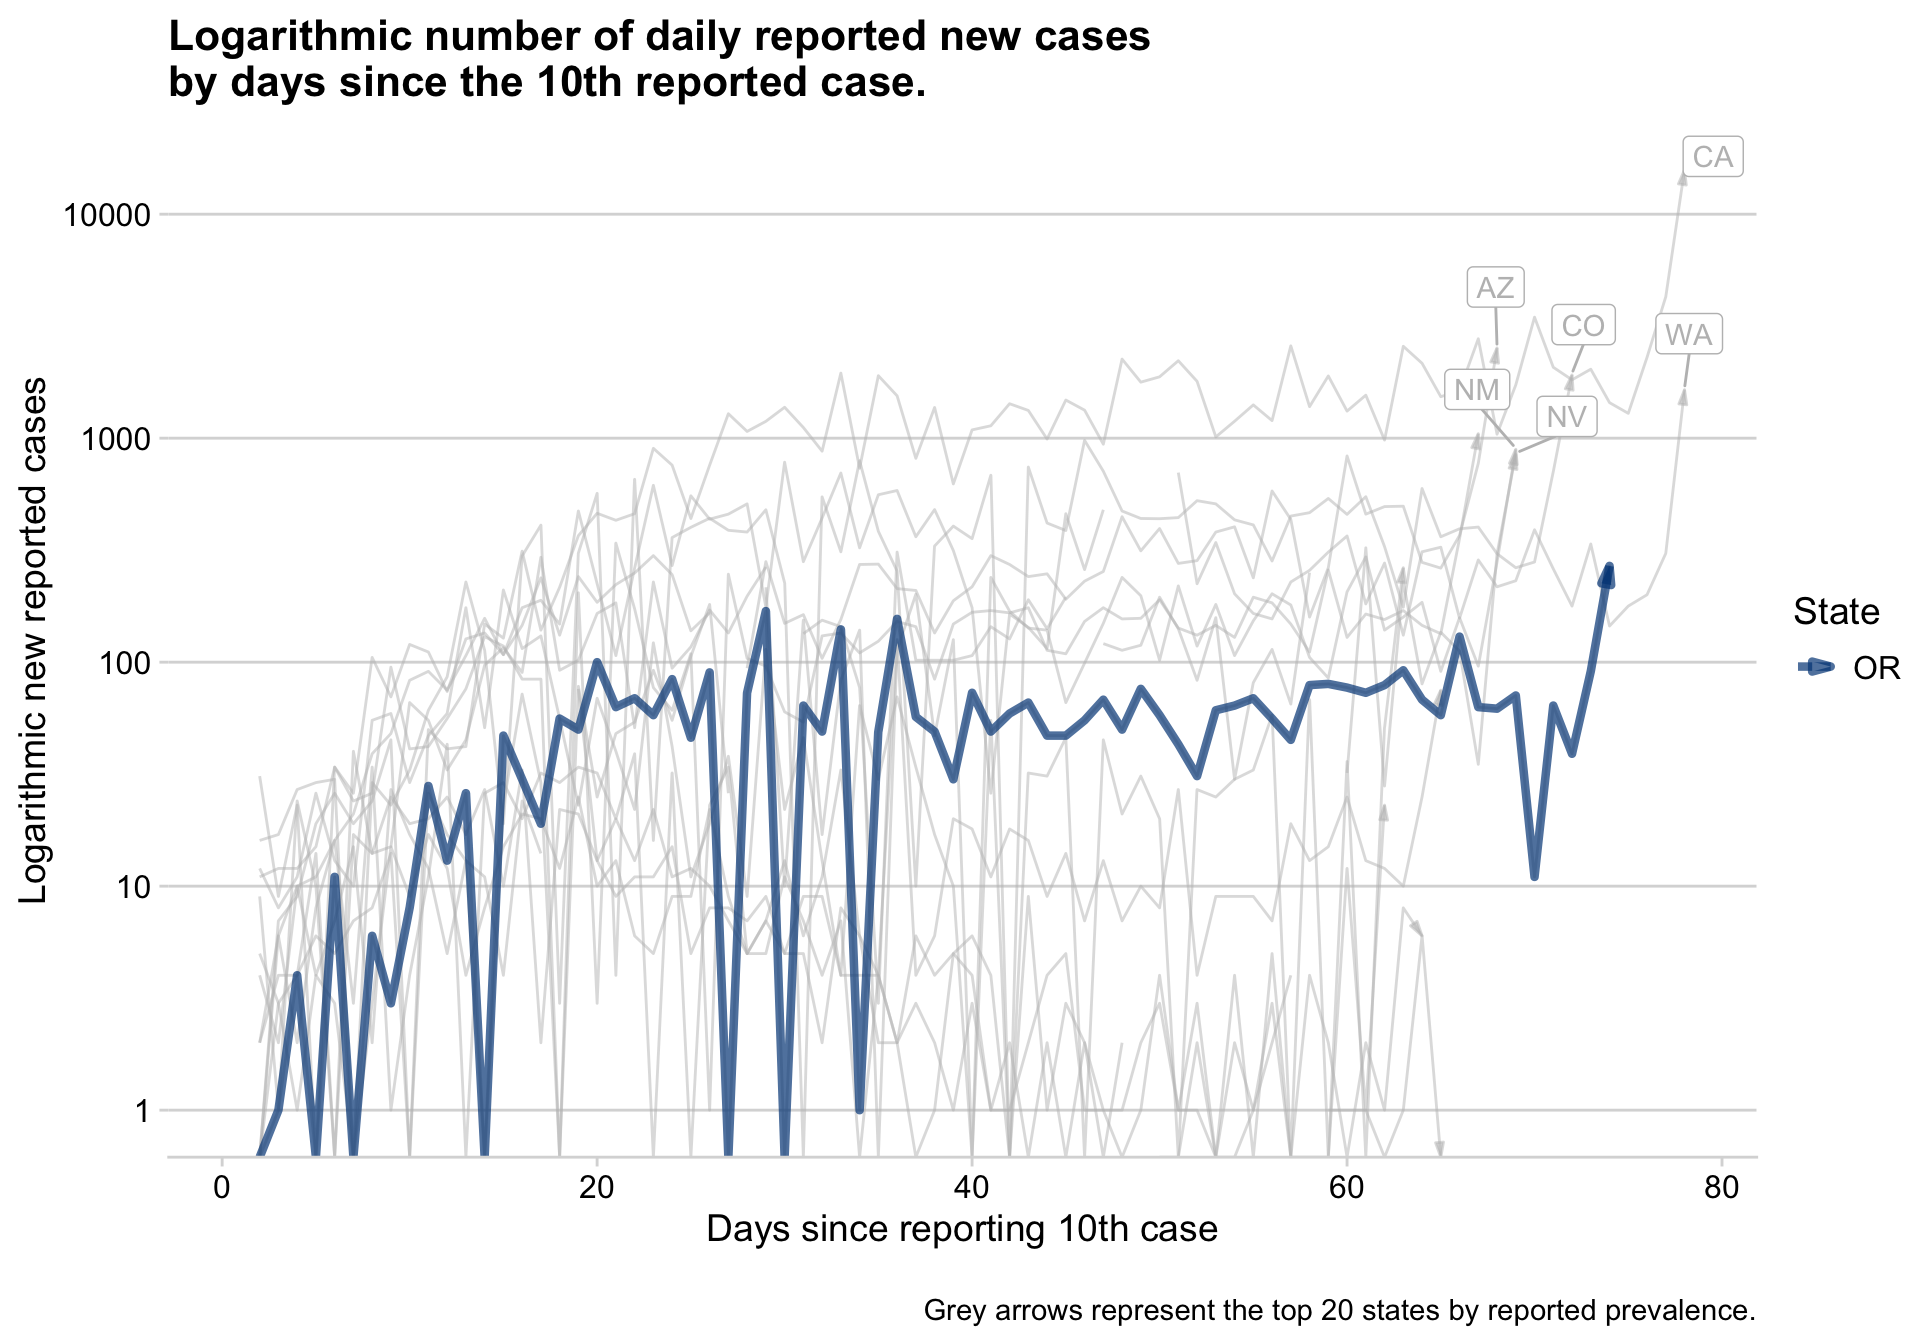 Logarithmic number of daily reported new cases
by days since the 10th reported case.
Logarithmic new reported cases
10000
1000
100
10
1
CA
AZ
CO
WA
NM
NV
State
OR
0
20
40
60
80
Days since reporting 10th case
Grey arrows represent the top 20 states by reported prevalence.